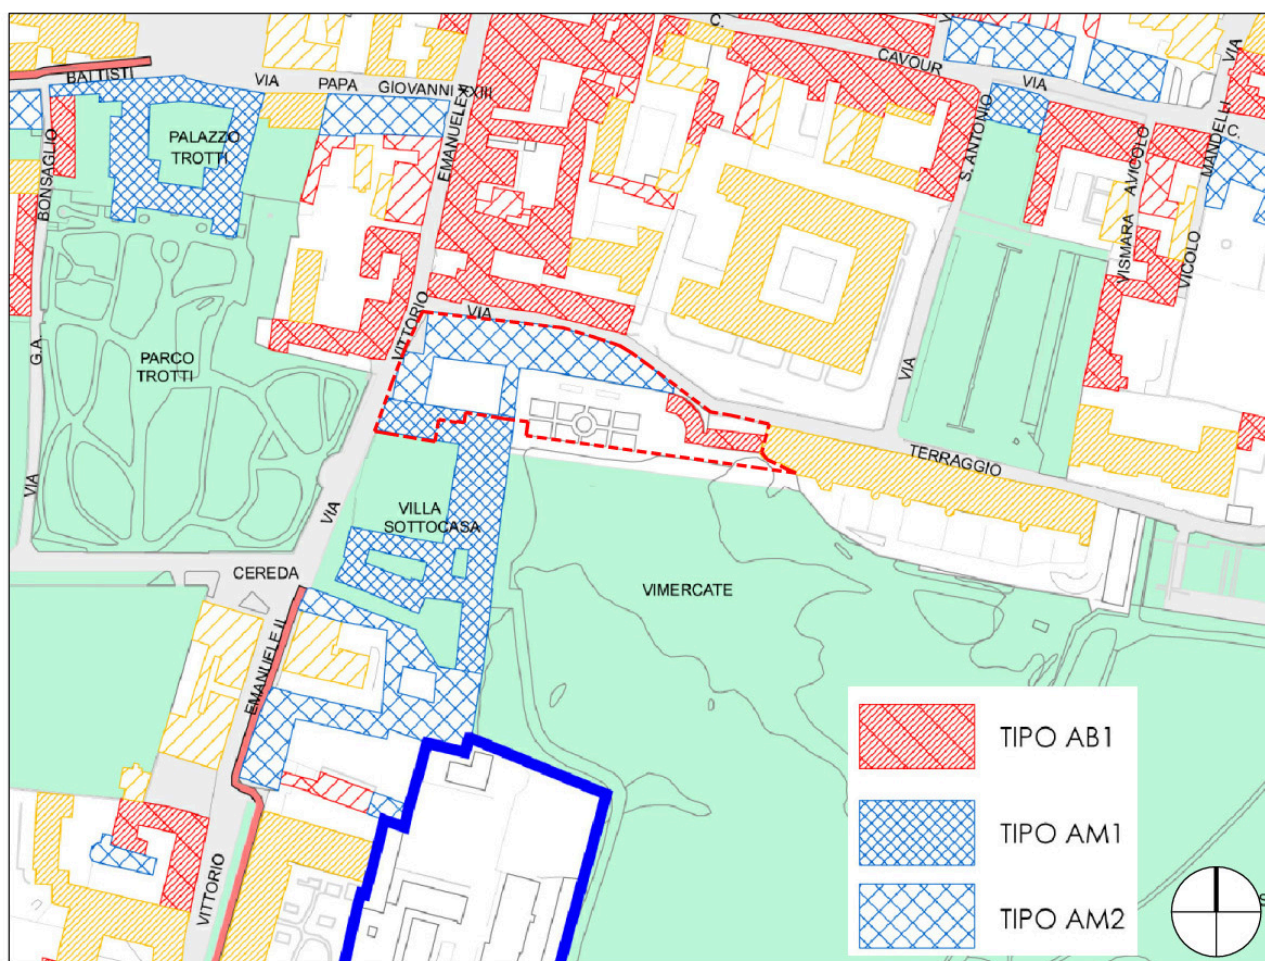 C.
V.
CAVOUR
VIA
VIA
BATTISTI
VIA
PAPA
GIOVANNI XXIII
PALAZZO
TROTTI
EMANUELE
S. ANTONIO
C.
MANDELLI
AVICOLO
BONSAGLIO
VISMARA
VICOLO
VITTORIO
VIA
G.A.
PARCO
TROTTI
VIA
TERRAGGIO
VIA
VIA
VILLA
SOTTOCASA
CEREDA
VIMERCATE
EMANUELE II
VITTORIO
TIPO AB1
TIPO AM1
TIPO AM2
S